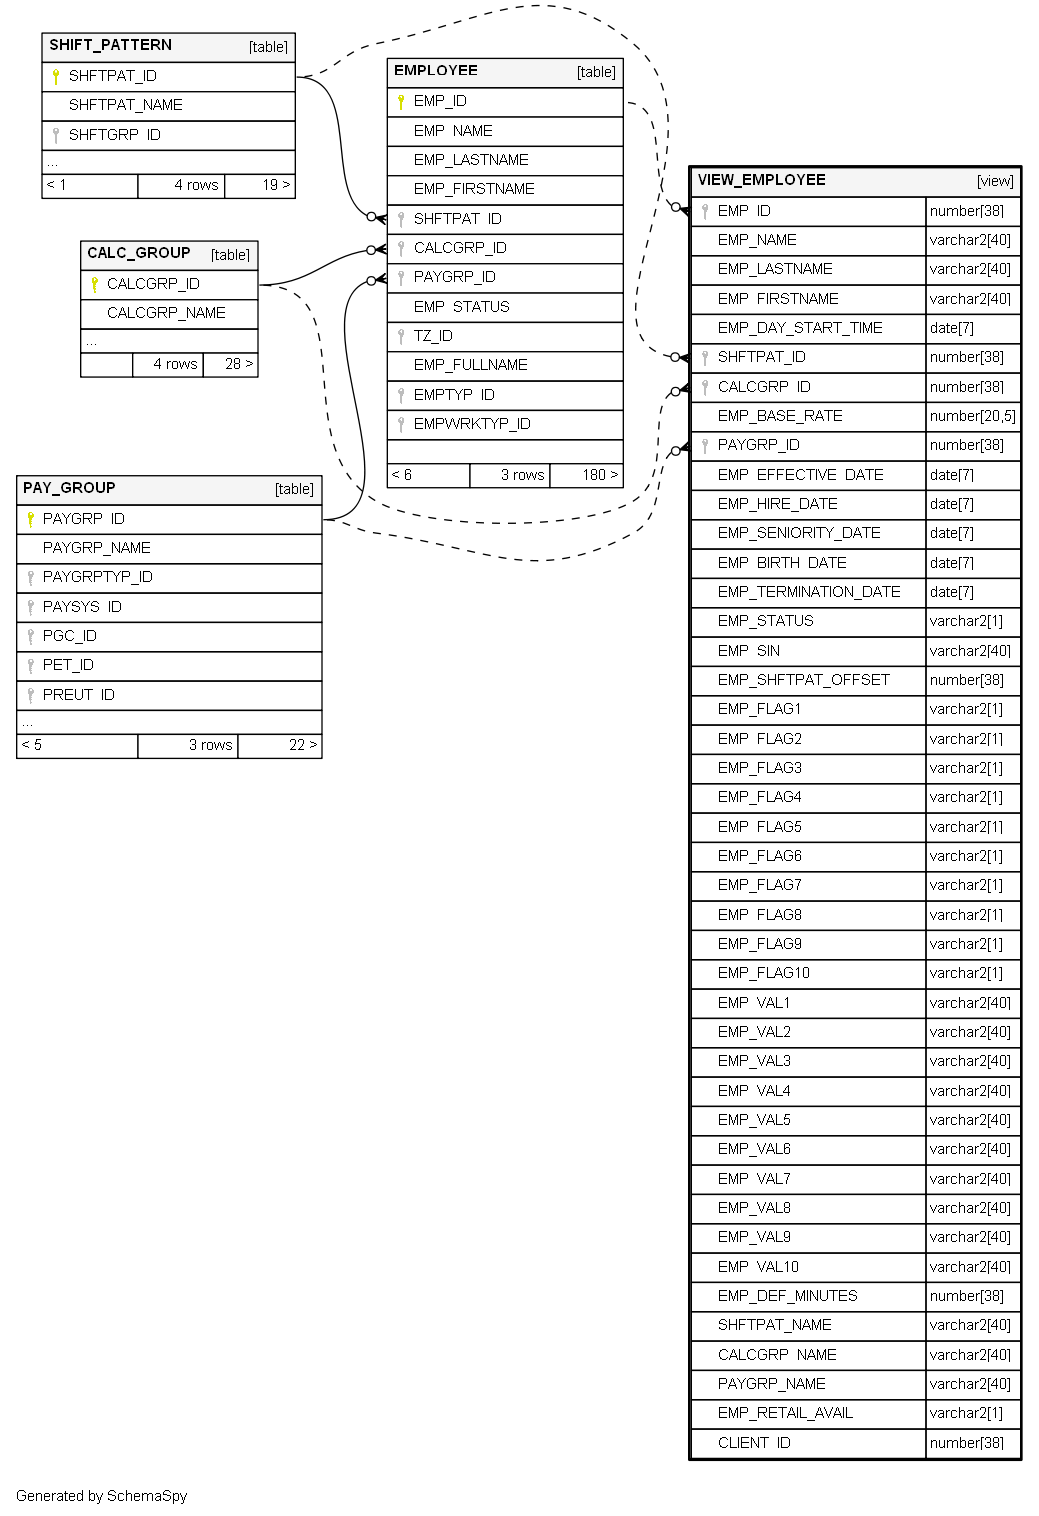 SHIFT_PATTERN [table]
SHFTPAT_ID
SHFTPAT_NAME
SHFTGRP_ID
...
< 1 4 rows 19 >
CALC_GROUP [table]
CALCGRP_ID
CALCGRP_NAME
...
4 rows 28 >
PAY_GROUP [table]
PAYGRP_ID
PAYGRP_NAME
PAYGRPTYP_ID
PAYSYS_ID
PGC_ID
PET_ID
PREUT_ID
...
< 5 3 rows 22 >
EMPLOYEE [table]
EMP_ID
EMP_NAME
EMP_LASTNAME
EMP_FIRSTNAME
SHFTPAT_ID
CALCGRP_ID
PAYGRP_ID
EMP_STATUS
TZ_ID
EMP_FULLNAME
EMPTYP_ID
EMPWRKTYP_ID
< 6 3 rows 180 >
VIEW_EMPLOYEE [view]
EMP_ID number[38]
EMP_NAME varchar2[40]
EMP_LASTNAME varchar2[40]
EMP_FIRSTNAME varchar2[40]
EMP_DAY_START_TIME date[7]
SHFTPAT_ID number[38]
CALCGRP_ID number[38]
EMP_BASE_RATE number[20,5]
PAYGRP_ID number[38]
EMP_EFFECTIVE_DATE date[7]
EMP_HIRE_DATE date[7]
EMP_SENIORITY_DATE date[7]
EMP_BIRTH_DATE date[7]
EMP_TERMINATION_DATE date[7]
EMP_STATUS varchar2[1]
EMP_SIN varchar2[40]
EMP_SHFTPAT_OFFSET number[38]
EMP_FLAG1 varchar2[1]
EMP_FLAG2 varchar2[1]
EMP_FLAG3 varchar2[1]
EMP_FLAG4 varchar2[1]
EMP_FLAG5 varchar2[1]
EMP_FLAG6 varchar2[1]
EMP_FLAG7 varchar2[1]
EMP_FLAG8 varchar2[1]
EMP_FLAG9 varchar2[1]
EMP_FLAG10 varchar2[1]
EMP_VAL1 varchar2[40]
EMP_VAL2 varchar2[40]
EMP_VAL3 varchar2[40]
EMP_VAL4 varchar2[40]
EMP_VAL5 varchar2[40]
EMP_VAL6 varchar2[40]
EMP_VAL7 varchar2[40]
EMP_VAL8 varchar2[40]
EMP_VAL9 varchar2[40]
EMP_VAL10 varchar2[40]
EMP_DEF_MINUTES number[38]
SHFTPAT_NAME varchar2[40]
CALCGRP_NAME varchar2[40]
PAYGRP_NAME varchar2[40]
EMP_RETAIL_AVAIL varchar2[1]
CLIENT_ID number[38]
Generated by SchemaSpy